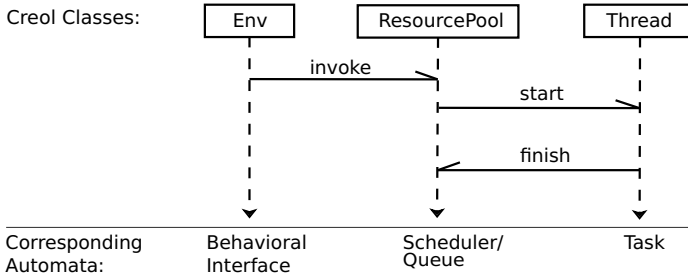 Creol Classes: Env ResourcePool Thread
invoke
start
finish
Corresponding Behavioral Scheduler/ Task
Automata: Interface Queue